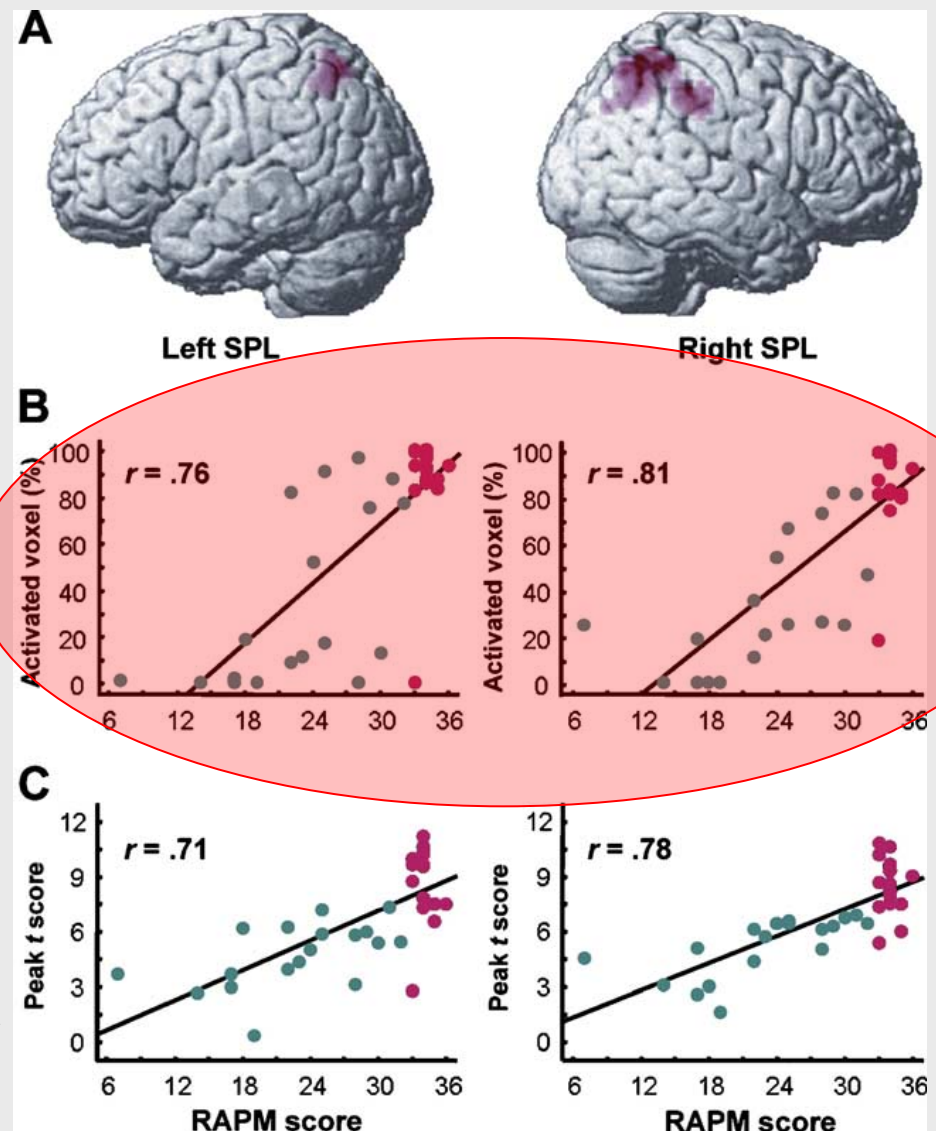 A
Left SPL Right SPL
B
Activated voxel (%)
100
80
60
40
20
0
r = .76
6 12 18 24 30 36
Activated voxel (%)
100
80
60
40
20
0
r = .81
6 12 18 24 30 36
C
Peak t score
12
9
6
3
0
r = .71
6 12 18 24 30 36
RAPM score
Peak t score
12
9
6
3
0
r = .78
6 12 18 24 30 36
RAPM score